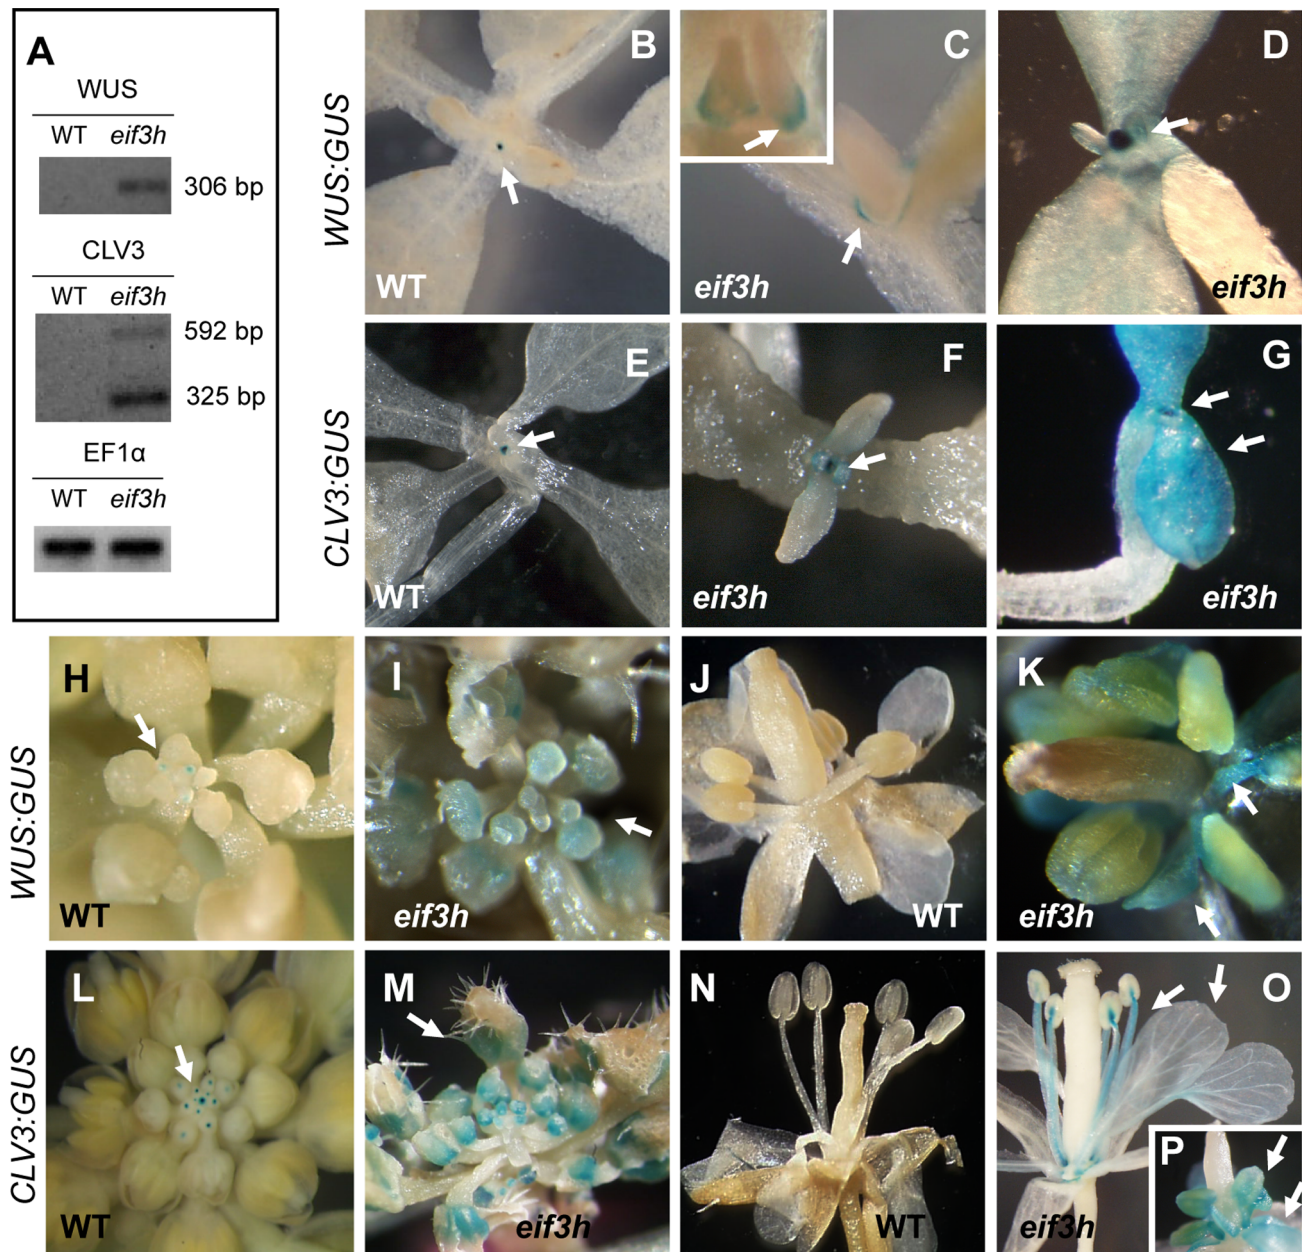 A
WUS
WT eif3h
306 bp
CLV3
WT eif3h
592 bp
325 bp
EF1α
WT eif3h
WUS:GUS
B
WT
C
eif3h
D
eif3h
CLV3:GUS
E
WT
F
eif3h
G
eif3h
WUS:GUS
H
WT
I
eif3h
J
WT
K
eif3h
CLV3:GUS
L
WT
M
eif3h
N
WT
O
eif3h
P